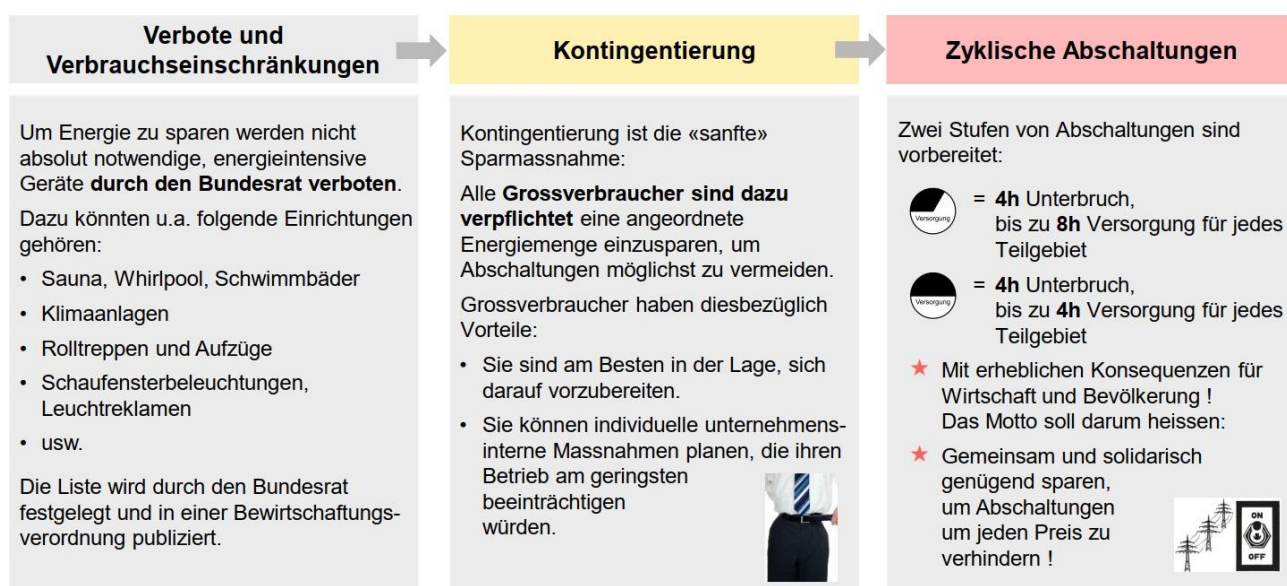 Verbote und
Verbrauchseinschränkungen
Um Energie zu sparen werden nicht
absolut notwendige, energieintensive
Geräte durch den Bundesrat verboten.
Dazu könnten u.a. folgende Einrichtungen
gehören:
• Sauna, Whirlpool, Schwimmbäder
• Klimaanlagen
• Rolltreppen und Aufzüge
• Schaufensterbeleuchtungen,
Leuchtreklamen
• usw.
Die Liste wird durch den Bundesrat
festgelegt und in einer Bewirtschaftungs-
verordnung publiziert.
Kontingentierung
Kontingentierung ist die «sanfte»
Sparmassnahme:
Alle Grossverbraucher sind dazu
verpflichtet eine angeordnete
Energiemenge einzusparen, um
Abschaltungen möglichst zu vermeiden.
Grossverbraucher haben diesbezüglich
Vorteile:
• Sie sind am Besten in der Lage, sich
darauf vorzubereiten.
• Sie können individuelle unternehmens-
interne Massnahmen planen, die ihren
Betrieb am geringsten
beeinträchtigen
würden.
Zyklische Abschaltungen
Zwei Stufen von Abschaltungen sind
vorbereitet:
Versorgung
= 4h Unterbruch,
bis zu 8h Versorgung für jedes
Teilgebiet
Versorgung
= 4h Unterbruch,
bis zu 4h Versorgung für jedes
Teilgebiet
★ Mit erheblichen Konsequenzen für
Wirtschaft und Bevölkerung !
Das Motto soll darum heissen:
★ Gemeinsam und solidarisch
genügend sparen,
um Abschaltungen
um jeden Preis zu
verhindern !
ON
OFF